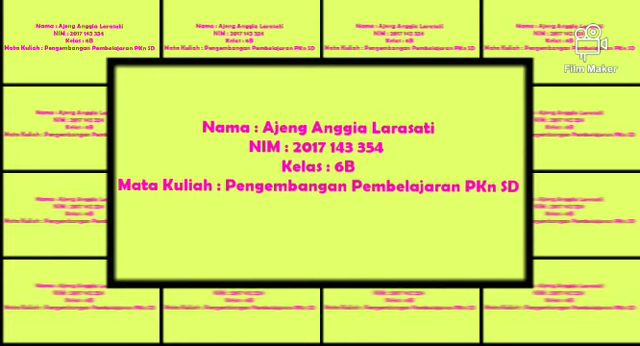 Nama : Ajeng Anggia Larasati
NIM : 2017 143 354
Kelas : 6B
Mata Kuliah : Pengembangan Pembelajaran PKn SD
Film Maker